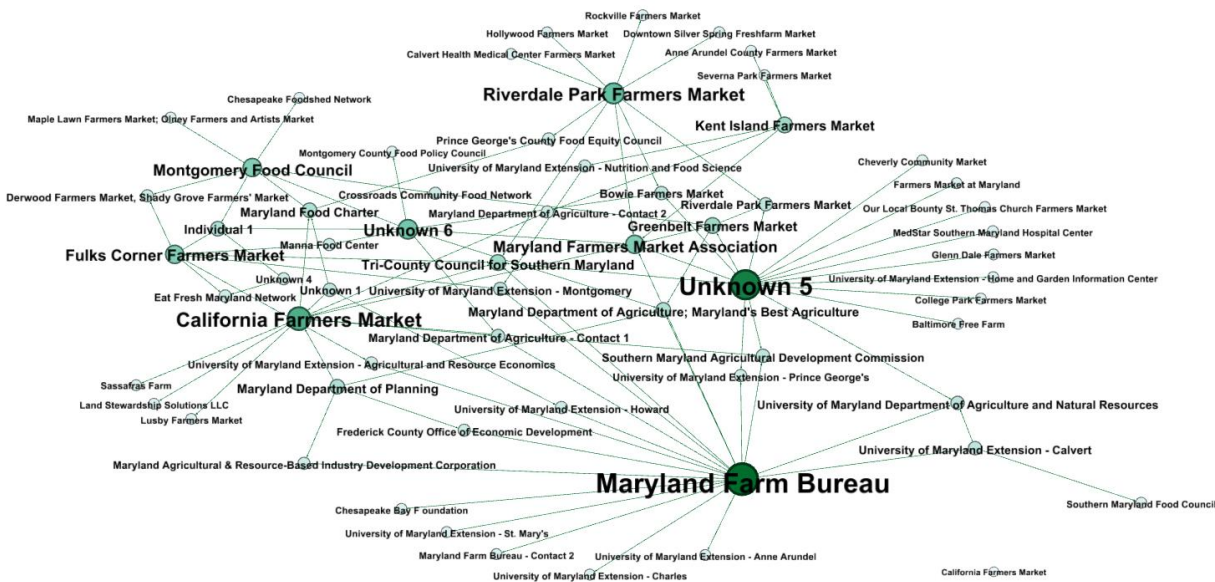 Rockville Farmers Market
Hollywood Farmers Market
Downtown Silver Spring Freshfarm Market
Calvert Health Medical Center Farmers Market
Anne Arundel County Farmers Market
Severna Park Farmers Market
Riverdale Park Farmers Market
Chesapeake Foodshed Network
Maple Lawn Farmers Market; Olney Farmers and Artists Market
Kent Island Farmers Market
Prince George's County Food Equity Council
Montgomery County Food Policy Council
Cheverly Community Market
University of Maryland Extension - Nutrition and Food Science
Montgomery Food Council
Farmers Market at Maryland
Derwood Farmers Market, Shady Grove Farmers' Market
Crossroads Community Food Network
Bowie Farmers Market
Riverdale Park Farmers Market
Our Local Bounty St. Thomas Church Farmers Market
Maryland Food Charter
Maryland Department of Agriculture - Contact 2
Greenbelt Farmers Market
Individual 1
Unknown 6
MedStar Southern Maryland Hospital Center
Manna Food Center
Maryland Farmers Market Association
Fulks Corner Farmers Market
Glenn Dale Farmers Market
Tri-County Council for Southern Maryland
Unknown 4
University of Maryland Extension - Home and Garden Information Center
Unknown 1
University of Maryland Extension - Montgomery
Unknown 5
Eat Fresh Maryland Network
College Park Farmers Market
Maryland Department of Agriculture; Maryland's Best Agriculture
California Farmers Market
Baltimore Free Farm
Maryland Department of Agriculture - Contact 1
Southern Maryland Agricultural Development Commission
University of Maryland Extension - Agricultural and Resource Economics
University of Maryland Extension - Prince George's
Sassafras Farm
Maryland Department of Planning
Land Stewardship Solutions LLC
University of Maryland Department of Agriculture and Natural Resources
University of Maryland Extension - Howard
Lusby Farmers Market
Frederick County Office of Economic Development
University of Maryland Extension - Calvert
Maryland Agricultural & Resource-Based Industry Development Corporation
Maryland Farm Bureau
Southern Maryland Food Council
Chesapeake Bay Foundation
University of Maryland Extension - St. Mary's
Maryland Farm Bureau - Contact 2
University of Maryland Extension - Anne Arundel
California Farmers Market
University of Maryland Extension - Charles